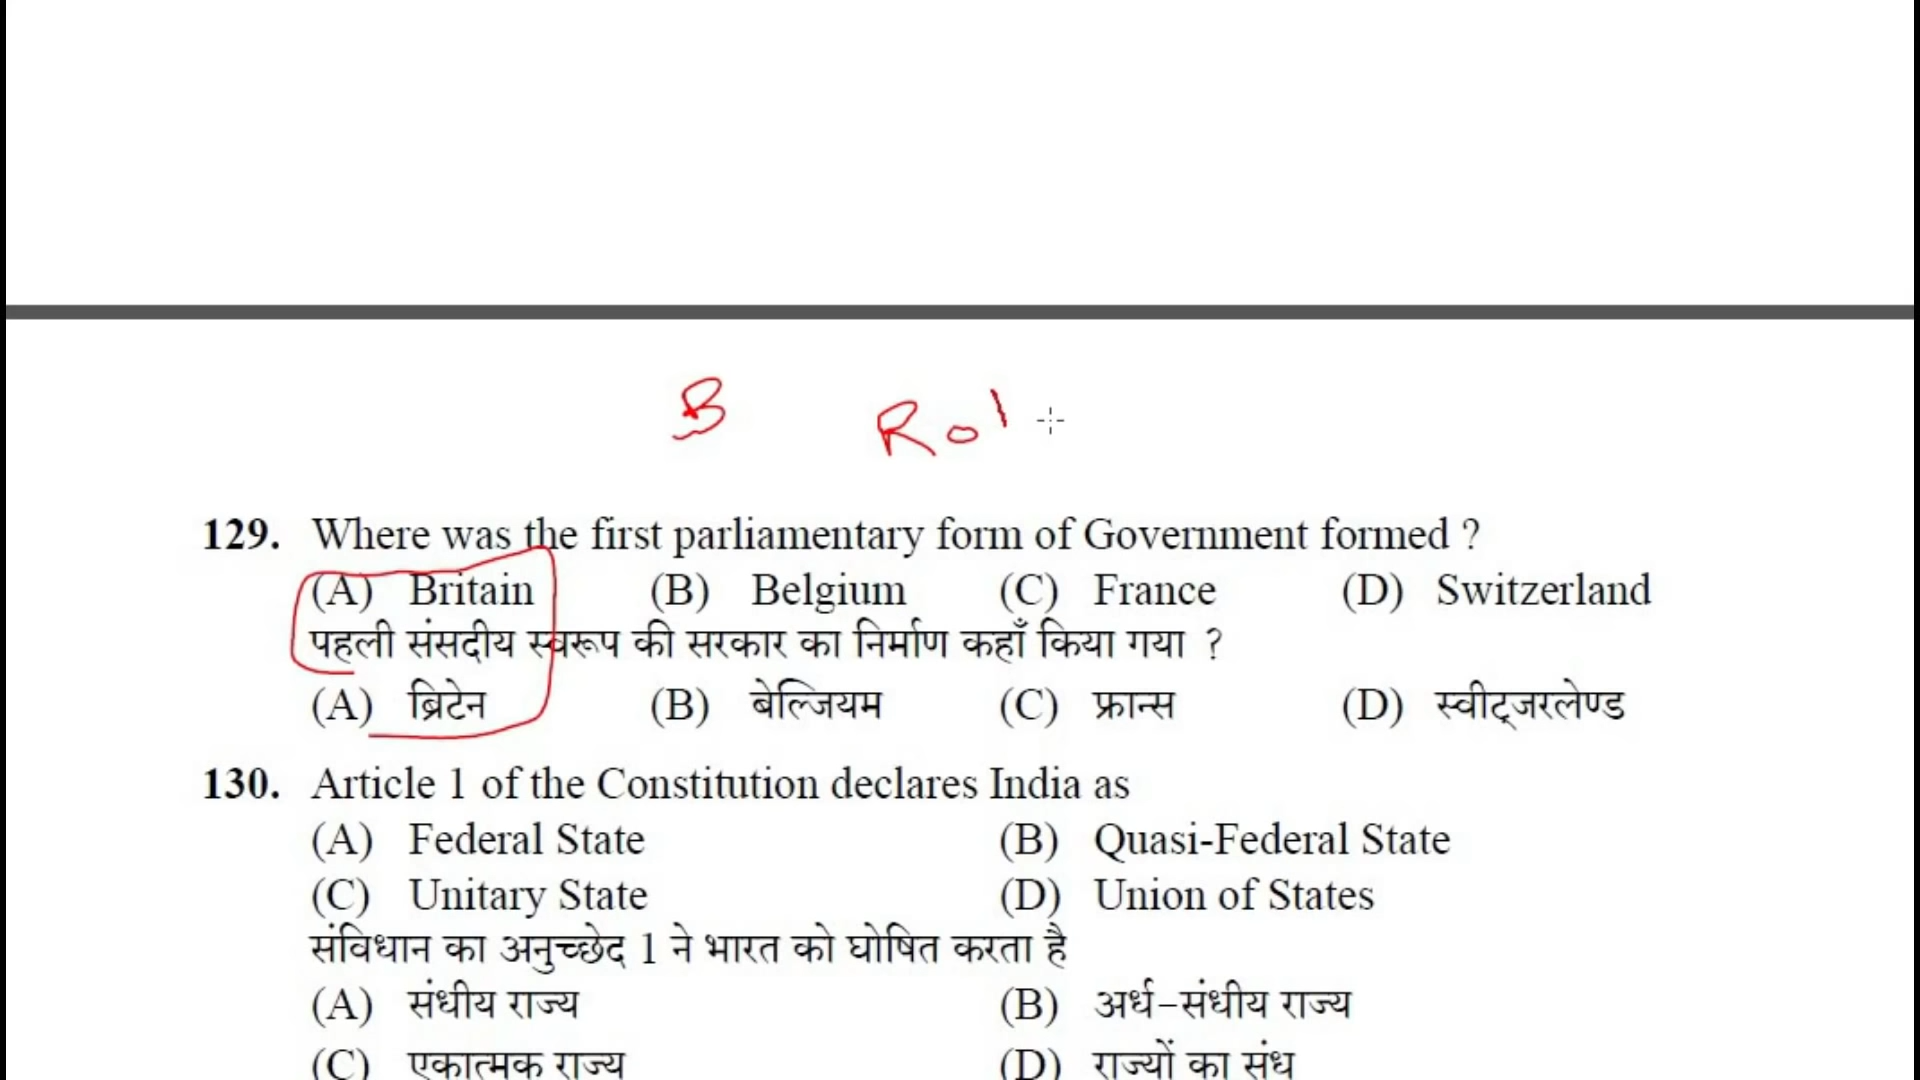 B Rol
129. Where was the first parliamentary form of Government formed ?
(A) Britain (B) Belgium (C) France (D) Switzerland
पहली संसदीय स्वरूप की सरकार का निर्माण कहाँ किया गया ?
(A) ब्रिटेन (B) बेल्जियम (C) फ्रान्स (D) स्वीट्जरलेण्ड
130. Article 1 of the Constitution declares India as
(A) Federal State (B) Quasi-Federal State
(C) Unitary State (D) Union of States
संविधान का अनुच्छेद 1 ने भारत को घोषित करता है
(A) संधीय राज्य (B) अर्ध-संधीय राज्य
(C) एकात्मक राज्य (D) राज्यों का संध